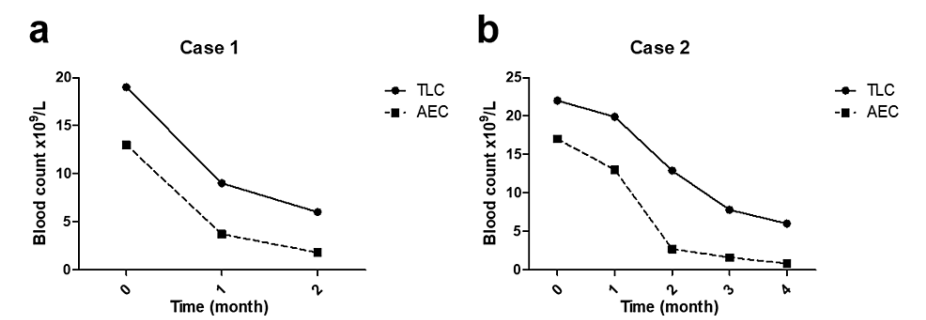 a
Case 1
Blood count x10⁹/L
20
15
10
5
0
0 1 2
Time (month)
TLC
AEC
b
Case 2
Blood count x10⁹/L
25
20
15
10
5
0
0 1 2 3 4
Time (month)
TLC
AEC